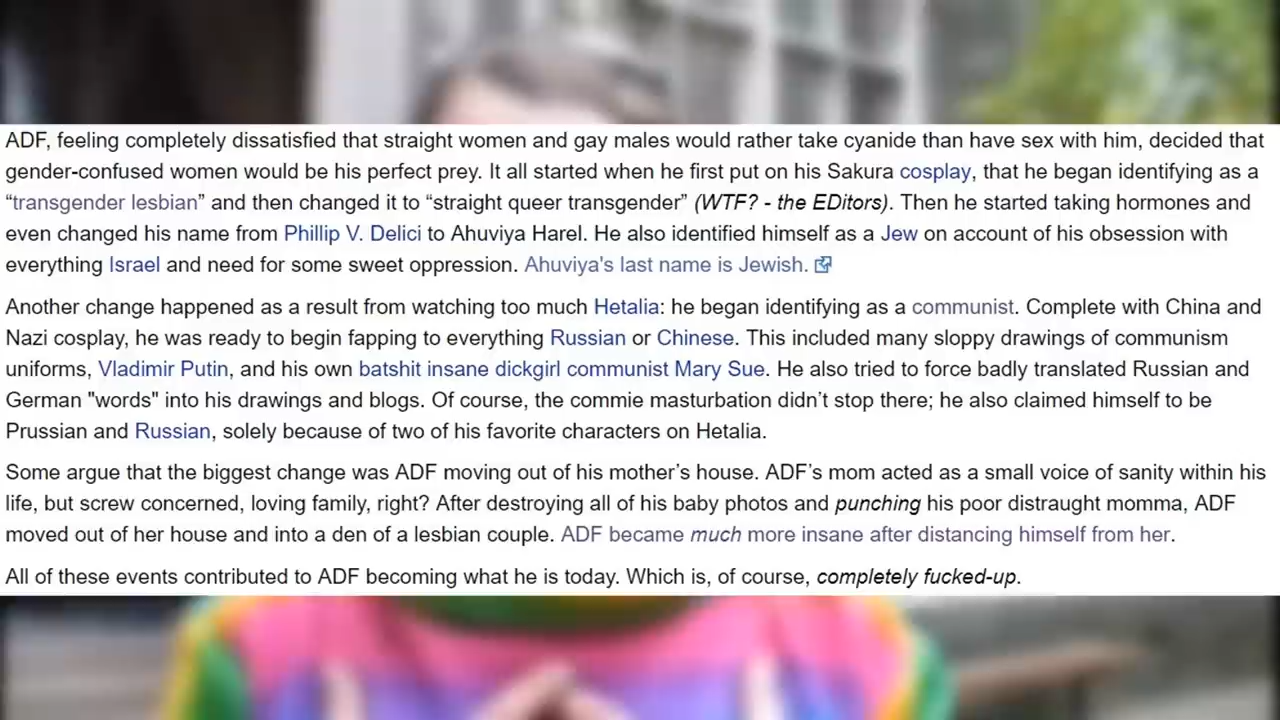 ADF, feeling completely dissatisfied that straight women and gay males would rather take cyanide than have sex with him, decided that
gender-confused women would be his perfect prey. It all started when he first put on his Sakura cosplay, that he began identifying as a
“transgender lesbian” and then changed it to “straight queer transgender” (WTF? - the EDitors). Then he started taking hormones and
even changed his name from Phillip V. Delici to Ahuviya Harel. He also identified himself as a Jew on account of his obsession with
everything Israel and need for some sweet oppression. Ahuviya's last name is Jewish.
Another change happened as a result from watching too much Hetalia: he began identifying as a communist. Complete with China and
Nazi cosplay, he was ready to begin fapping to everything Russian or Chinese. This included many sloppy drawings of communism
uniforms, Vladimir Putin, and his own batshit insane dickgirl communist Mary Sue. He also tried to force badly translated Russian and
German "words" into his drawings and blogs. Of course, the commie masturbation didn’t stop there; he also claimed himself to be
Prussian and Russian, solely because of two of his favorite characters on Hetalia.
Some argue that the biggest change was ADF moving out of his mother’s house. ADF’s mom acted as a small voice of sanity within his
life, but screw concerned, loving family, right? After destroying all of his baby photos and punching his poor distraught momma, ADF
moved out of her house and into a den of a lesbian couple. ADF became much more insane after distancing himself from her.
All of these events contributed to ADF becoming what he is today. Which is, of course, completely fucked-up.